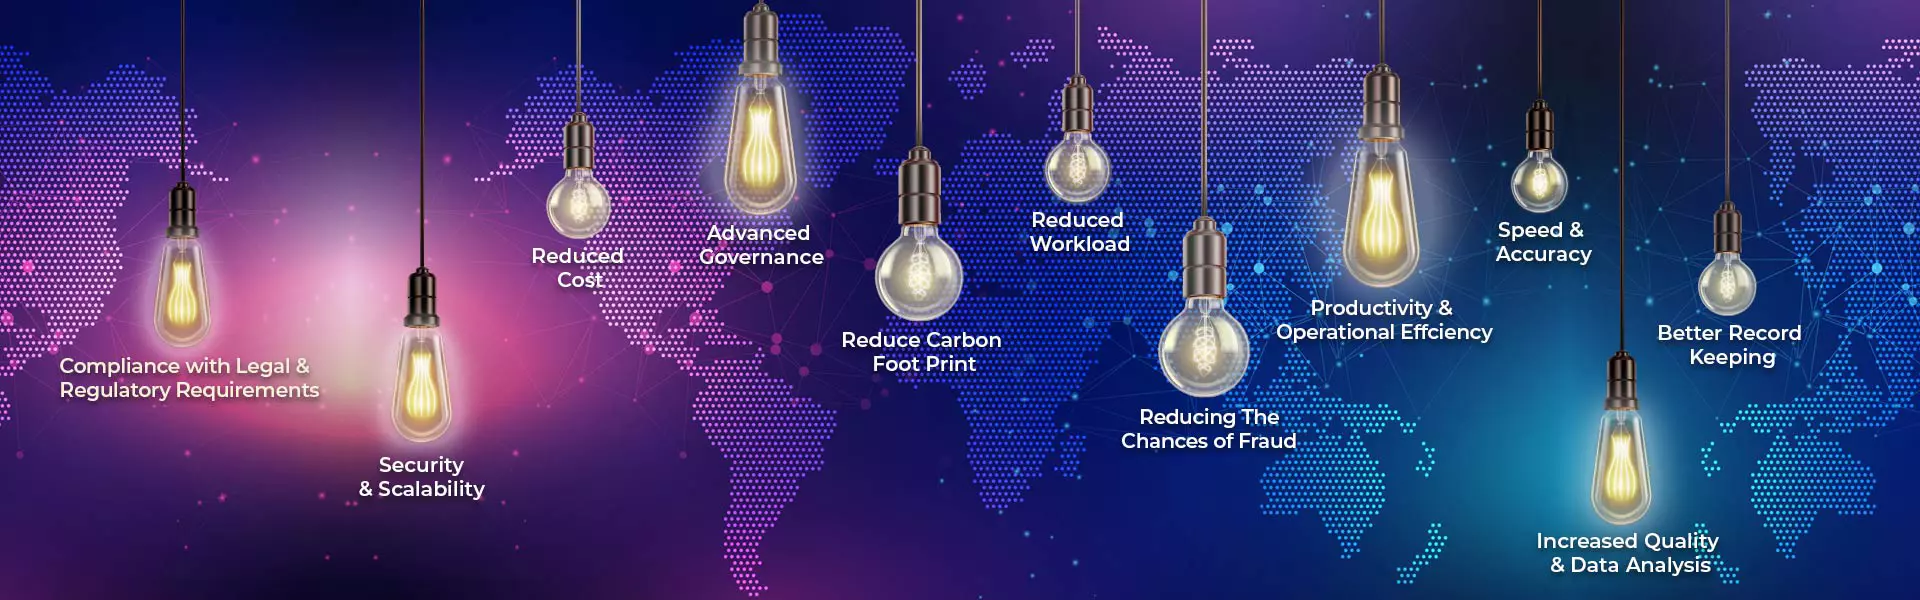 Compliance with Legal &
Regulatory Requirements
Security
& Scalability
Reduced
Cost
Advanced
Governance
Reduce Carbon
Foot Print
Reduced
Workload
Reducing The
Chances of Fraud
Productivity &
Operational Effciency
Speed &
Accuracy
Increased Quality
& Data Analysis
Better Record
Keeping